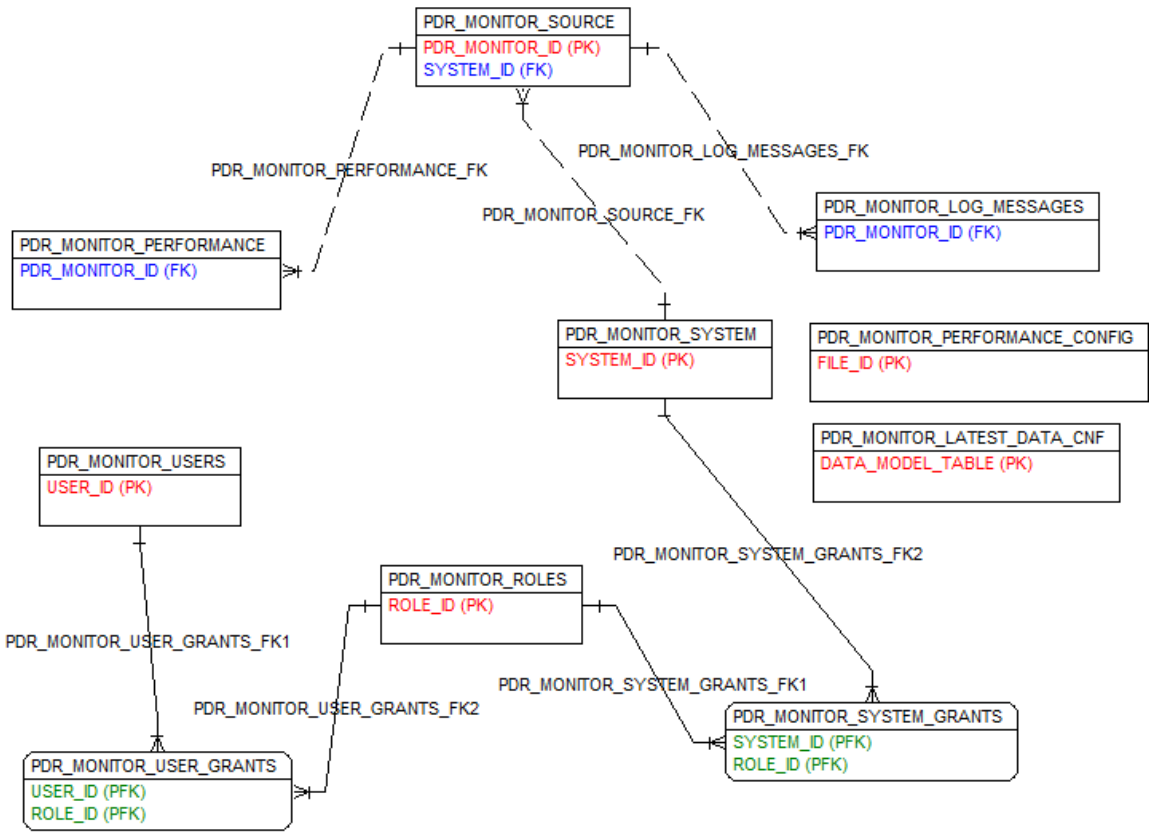 PDR_MONITOR_SOURCE
PDR_MONITOR_ID (PK)
SYSTEM_ID (FK)
PDR_MONITOR_PERFORMANCE_FK
PDR_MONITOR_LOG_MESSAGES_FK
PDR_MONITOR_SOURCE_FK
PDR_MONITOR_LOG_MESSAGES
PDR_MONITOR_ID (FK)
PDR_MONITOR_PERFORMANCE
PDR_MONITOR_ID (FK)
PDR_MONITOR_SYSTEM
SYSTEM_ID (PK)
PDR_MONITOR_PERFORMANCE_CONFIG
FILE_ID (PK)
PDR_MONITOR_LATEST_DATA_CNF
DATA_MODEL_TABLE (PK)
PDR_MONITOR_USERS
USER_ID (PK)
PDR_MONITOR_SYSTEM_GRANTS_FK2
PDR_MONITOR_ROLES
ROLE_ID (PK)
PDR_MONITOR_USER_GRANTS_FK1
PDR_MONITOR_SYSTEM_GRANTS_FK1
PDR_MONITOR_USER_GRANTS_FK2
PDR_MONITOR_SYSTEM_GRANTS
SYSTEM_ID (PFK)
ROLE_ID (PFK)
PDR_MONITOR_USER_GRANTS
USER_ID (PFK)
ROLE_ID (PFK)